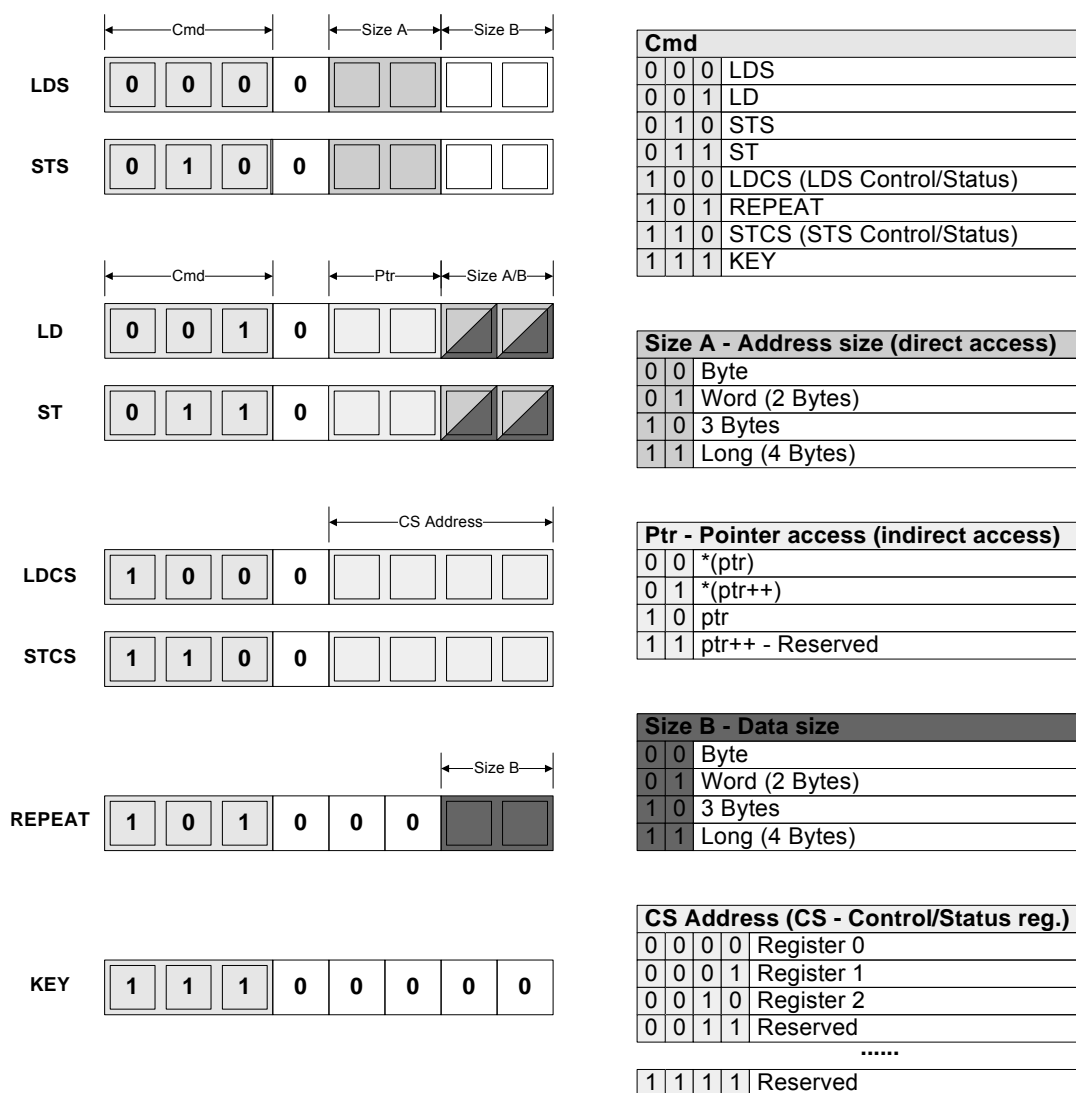 Cmd Size A Size B
LDS 0 0 0 0
STS 0 1 0 0
Cmd Ptr Size A/B
LD 0 0 1 0
ST 0 1 1 0
CS Address
LDCS 1 0 0 0
STCS 1 1 0 0
Size B
REPEAT 1 0 1 0 0 0
KEY 1 1 1 0 0 0 0 0
Cmd
0 0 0 LDS
0 0 1 LD
0 1 0 STS
0 1 1 ST
1 0 0 LDCS (LDS Control/Status)
1 0 1 REPEAT
1 1 0 STCS (STS Control/Status)
1 1 1 KEY
Size A - Address size (direct access)
0 0 Byte
0 1 Word (2 Bytes)
1 0 3 Bytes
1 1 Long (4 Bytes)
Ptr - Pointer access (indirect access)
0 0 *(ptr)
0 1 *(ptr++)
1 0 ptr
1 1 ptr++ - Reserved
Size B - Data size
0 0 Byte
0 1 Word (2 Bytes)
1 0 3 Bytes
1 1 Long (4 Bytes)
CS Address (CS - Control/Status reg.)
0 0 0 0 Register 0
0 0 0 1 Register 1
0 0 1 0 Register 2
0 0 1 1 Reserved
......
1 1 1 1 Reserved